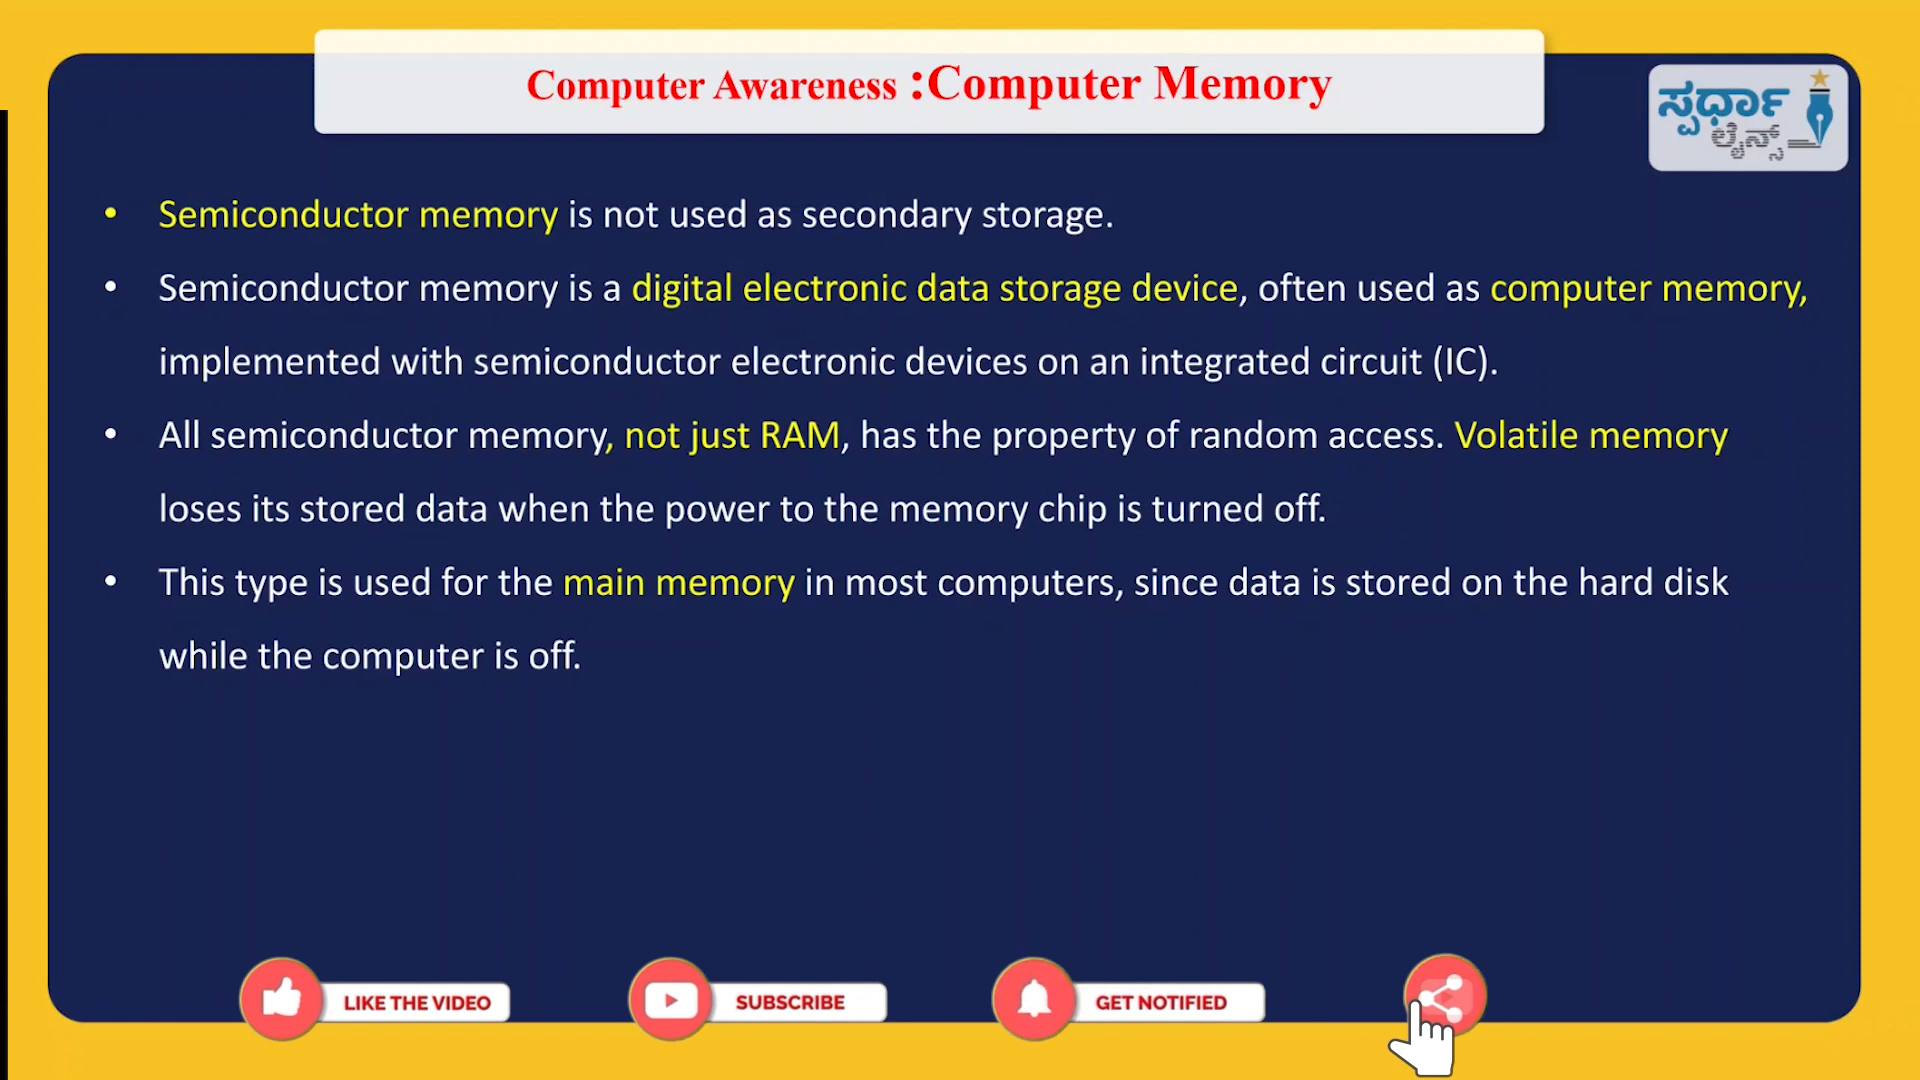 Computer Awareness :Computer Memory
ಸ್ಪರ್ಧಾ
ಲೈನ್ಸ್
• Semiconductor memory is not used as secondary storage.
• Semiconductor memory is a digital electronic data storage device, often used as computer memory,
implemented with semiconductor electronic devices on an integrated circuit (IC).
• All semiconductor memory, not just RAM, has the property of random access. Volatile memory
loses its stored data when the power to the memory chip is turned off.
• This type is used for the main memory in most computers, since data is stored on the hard disk
while the computer is off.
LIKE THE VIDEO
SUBSCRIBE
GET NOTIFIED